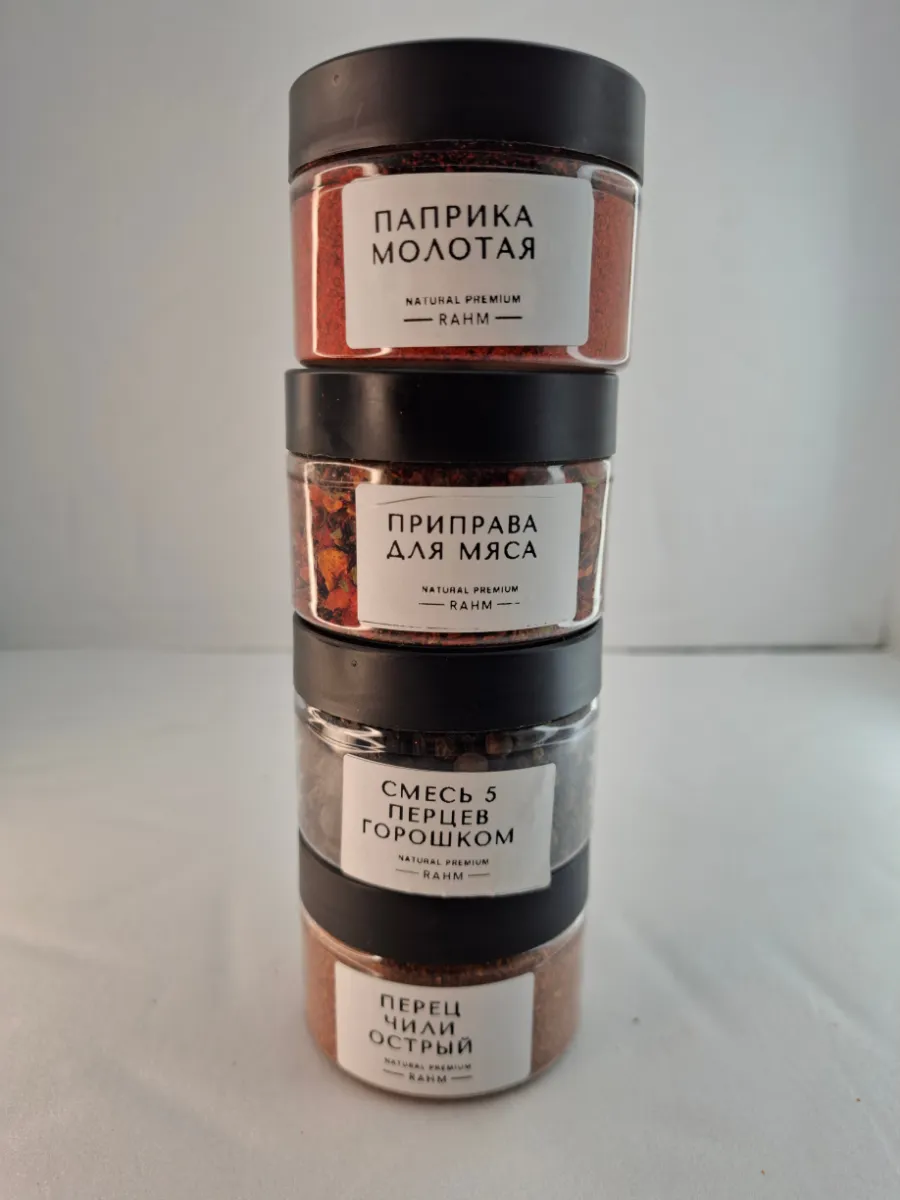 ПАПРИКА
МОЛОТАЯ
NATURAL PREMIUM
RAHM
ПРИПРАВА
ДЛЯ МЯСА
NATURAL PREMIUM
RAHM
СМЕСЬ 5
ПЕРЦЕВ
ГОРОШКОМ
NATURAL PREMIUM
RAHM
ПЕРЕЦ
ЧИЛИ
ОСТРЫЙ
NATURAL PREMIUM
RAHM